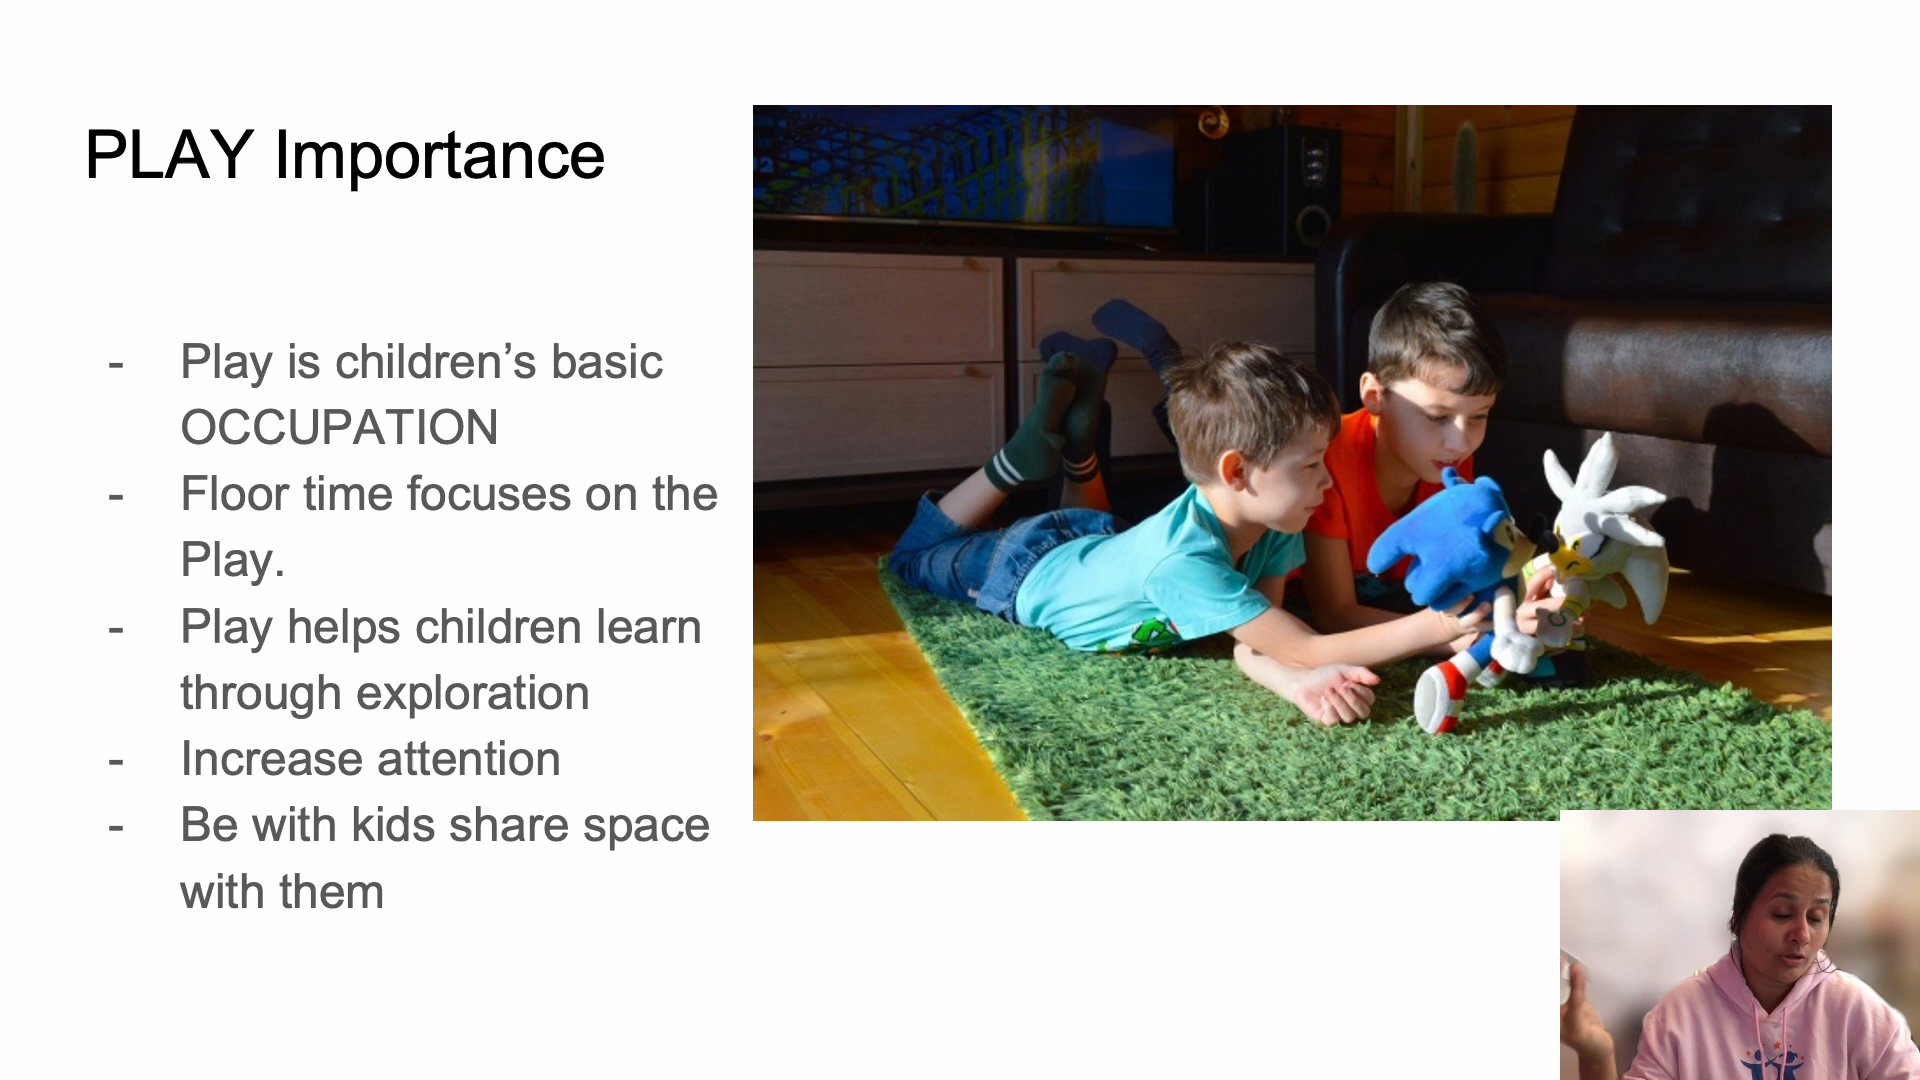 PLAY Importance
- Play is children’s basic
OCCUPATION
- Floor time focuses on the
Play.
- Play helps children learn
through exploration
- Increase attention
- Be with kids share space
with them